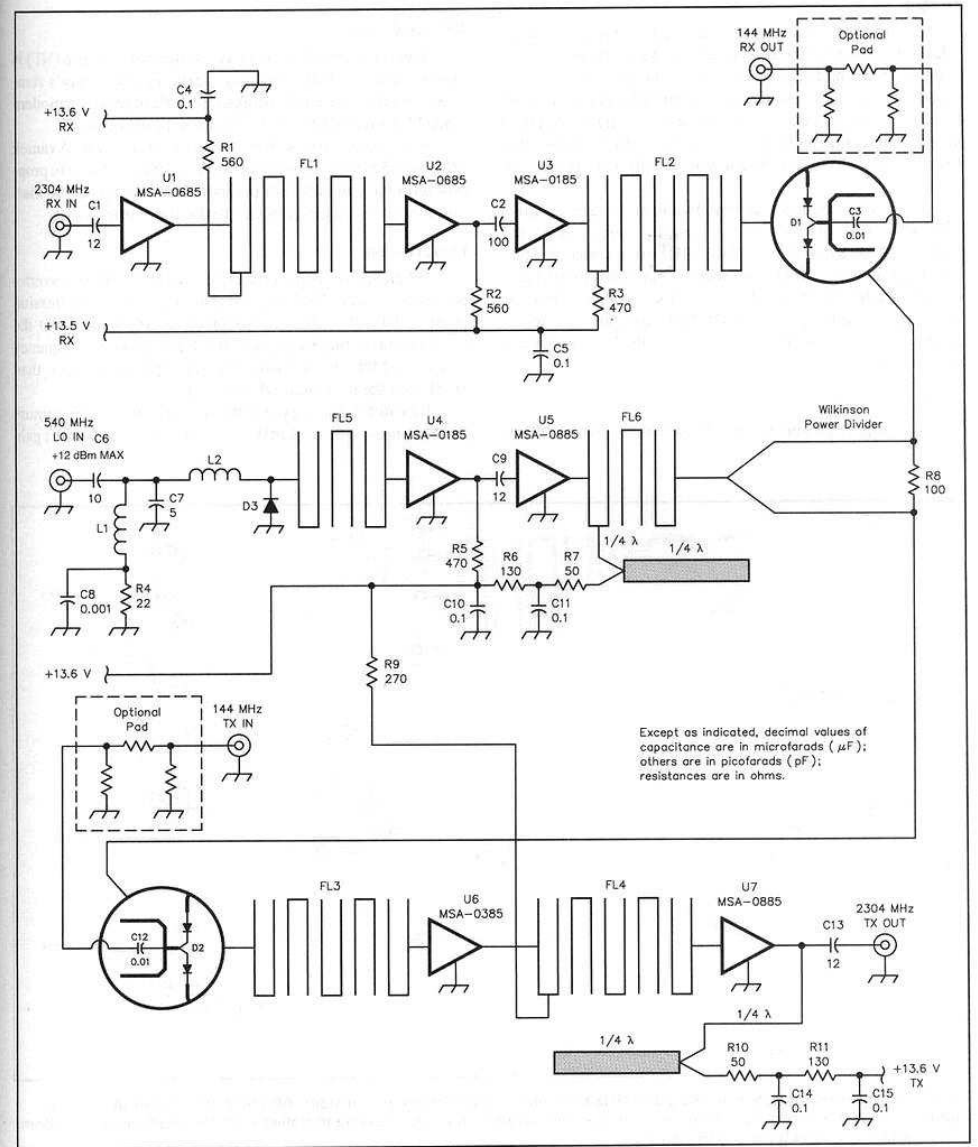 144 MHz
RX OUT
Optional
Pad
C4
0.1
+13.6 V
RX
R1
560
FL1
U1
MSA-0685
U2
MSA-0685
U3
MSA-0185
FL2
2304 MHz
RX IN
C1
12
C2
100
D1
C3
0.01
R2
560
R3
470
+13.5 V
RX
C5
0.1
540 MHz
LO IN
+12 dBm MAX
C6
10
L2
FL5
U4
MSA-0185
U5
MSA-0885
FL6
Wilkinson
Power Divider
C7
5
L1
D3
C9
12
R8
100
1/4 λ
1/4 λ
R5
470
R6
130
R7
50
C8
0.001
R4
22
C10
0.1
C11
0.1
+13.6 V
R9
270
Optional
Pad
144 MHz
TX IN
Except as indicated, decimal values of
capacitance are in microfarads (μF);
others are in picofarads (pF);
resistances are in ohms.
FL3
U6
MSA-0385
FL4
U7
MSA-0885
C12
0.01
D2
C13
12
2304 MHz
TX OUT
1/4 λ
1/4 λ
R10
50
R11
130
+13.6 V
TX
C14
0.1
C15
0.1